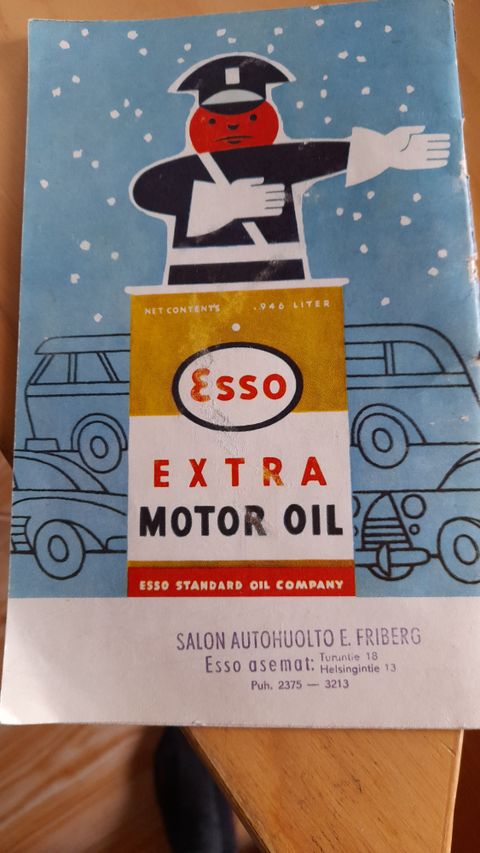 NET CONTENTS .946 LITER
Esso
EXTRA
MOTOR OIL
ESSO STANDARD OIL COMPANY
SALON AUTOHUOLTO E. FRIBERG
Esso asemat: Turuntie 18
Helsingintie 13
Puh. 2375 — 3213